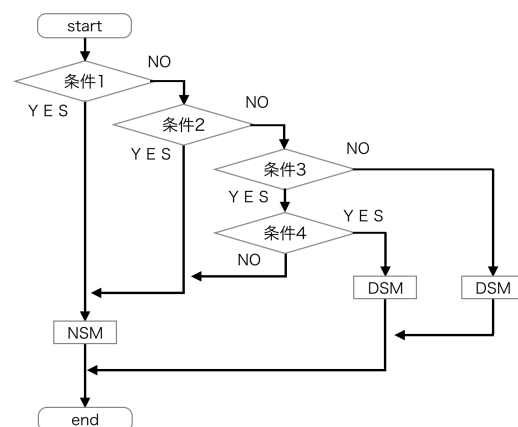 start
条件1
NO
YES
条件2
NO
YES
条件3
NO
YES
条件4
YES
NO
DSM
DSM
NSM
end